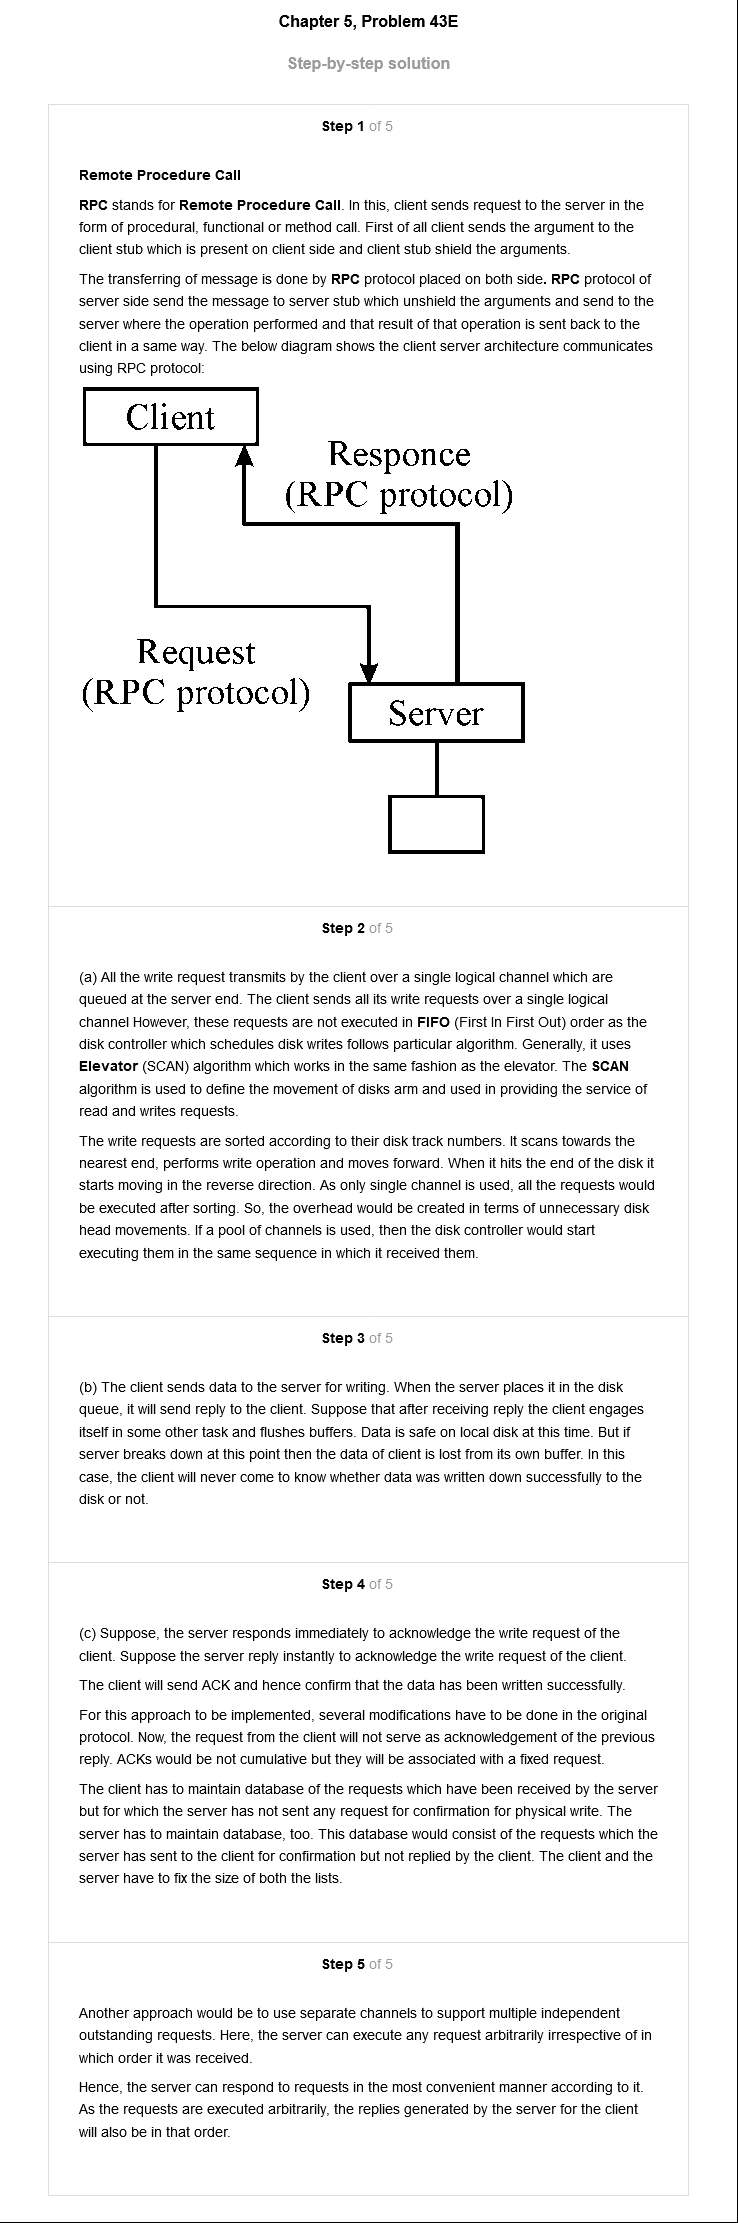 Chapter 5, Problem 43E
Step-by-step solution
Step 1 of 5
Remote Procedure Call
RPC stands for Remote Procedure Call. In this, client sends request to the server in the
form of procedural, functional or method call. First of all client sends the argument to the
client stub which is present on client side and client stub shield the arguments.
The transferring of message is done by RPC protocol placed on both side. RPC protocol of
server side send the message to server stub which unshield the arguments and send to the
server where the operation performed and that result of that operation is sent back to the
client in a same way. The below diagram shows the client server architecture communicates
using RPC protocol:
Client
Responce
(RPC protocol)
Request
(RPC protocol)
Server
Step 2 of 5
(a) All the write request transmits by the client over a single logical channel which are
queued at the server end. The client sends all its write requests over a single logical
channel However, these requests are not executed in FIFO (First In First Out) order as the
disk controller which schedules disk writes follows particular algorithm. Generally, it uses
Elevator (SCAN) algorithm which works in the same fashion as the elevator. The SCAN
algorithm is used to define the movement of disks arm and used in providing the service of
read and writes requests.
The write requests are sorted according to their disk track numbers. It scans towards the
nearest end, performs write operation and moves forward. When it hits the end of the disk it
starts moving in the reverse direction. As only single channel is used, all the requests would
be executed after sorting. So, the overhead would be created in terms of unnecessary disk
head movements. If a pool of channels is used, then the disk controller would start
executing them in the same sequence in which it received them.
Step 3 of 5
(b) The client sends data to the server for writing. When the server places it in the disk
queue, it will send reply to the client. Suppose that after receiving reply the client engages
itself in some other task and flushes buffers. Data is safe on local disk at this time. But if
server breaks down at this point then the data of client is lost from its own buffer. In this
case, the client will never come to know whether data was written down successfully to the
disk or not.
Step 4 of 5
(c) Suppose, the server responds immediately to acknowledge the write request of the
client. Suppose the server reply instantly to acknowledge the write request of the client.
The client will send ACK and hence confirm that the data has been written successfully.
For this approach to be implemented, several modifications have to be done in the original
protocol. Now, the request from the client will not serve as acknowledgement of the previous
reply. ACKs would be not cumulative but they will be associated with a fixed request.
The client has to maintain database of the requests which have been received by the server
but for which the server has not sent any request for confirmation for physical write. The
server has to maintain database, too. This database would consist of the requests which the
server has sent to the client for confirmation but not replied by the client. The client and the
server have to fix the size of both the lists.
Step 5 of 5
Another approach would be to use separate channels to support multiple independent
outstanding requests. Here, the server can execute any request arbitrarily irrespective of in
which order it was received.
Hence, the server can respond to requests in the most convenient manner according to it.
As the requests are executed arbitrarily, the replies generated by the server for the client
will also be in that order.